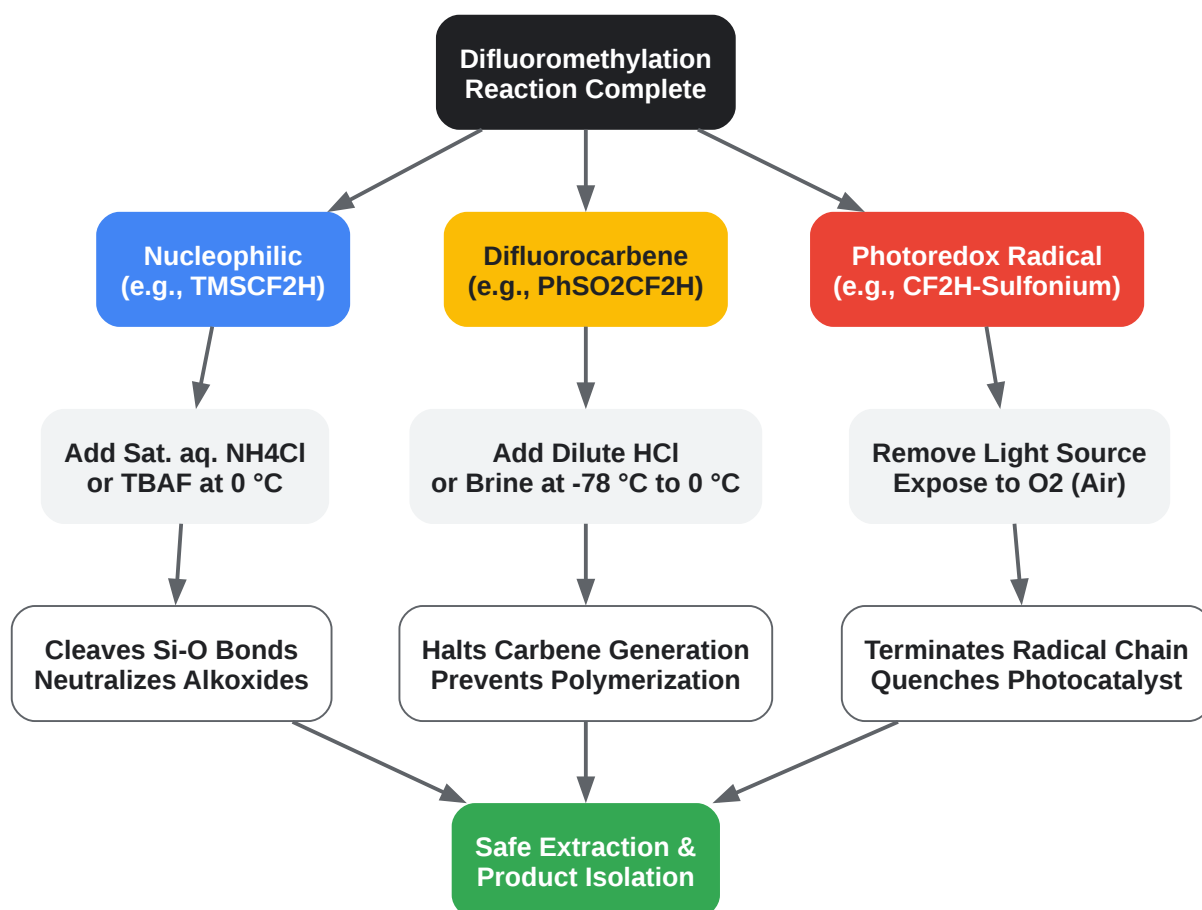 Difluoromethylation
Reaction Complete
Nucleophilic
(e.g., TMSCF2H)
Difluorocarbene
(e.g., PhSO2CF2H)
Photoredox Radical
(e.g., CF2H-Sulfonium)
Add Sat. aq. NH4Cl
or TBAF at 0 °C
Add Dilute HCl
or Brine at -78 °C to 0 °C
Remove Light Source
Expose to O2 (Air)
Cleaves Si-O Bonds
Neutralizes Alkoxides
Halts Carbene Generation
Prevents Polymerization
Terminates Radical Chain
Quenches Photocatalyst
Safe Extraction &
Product Isolation